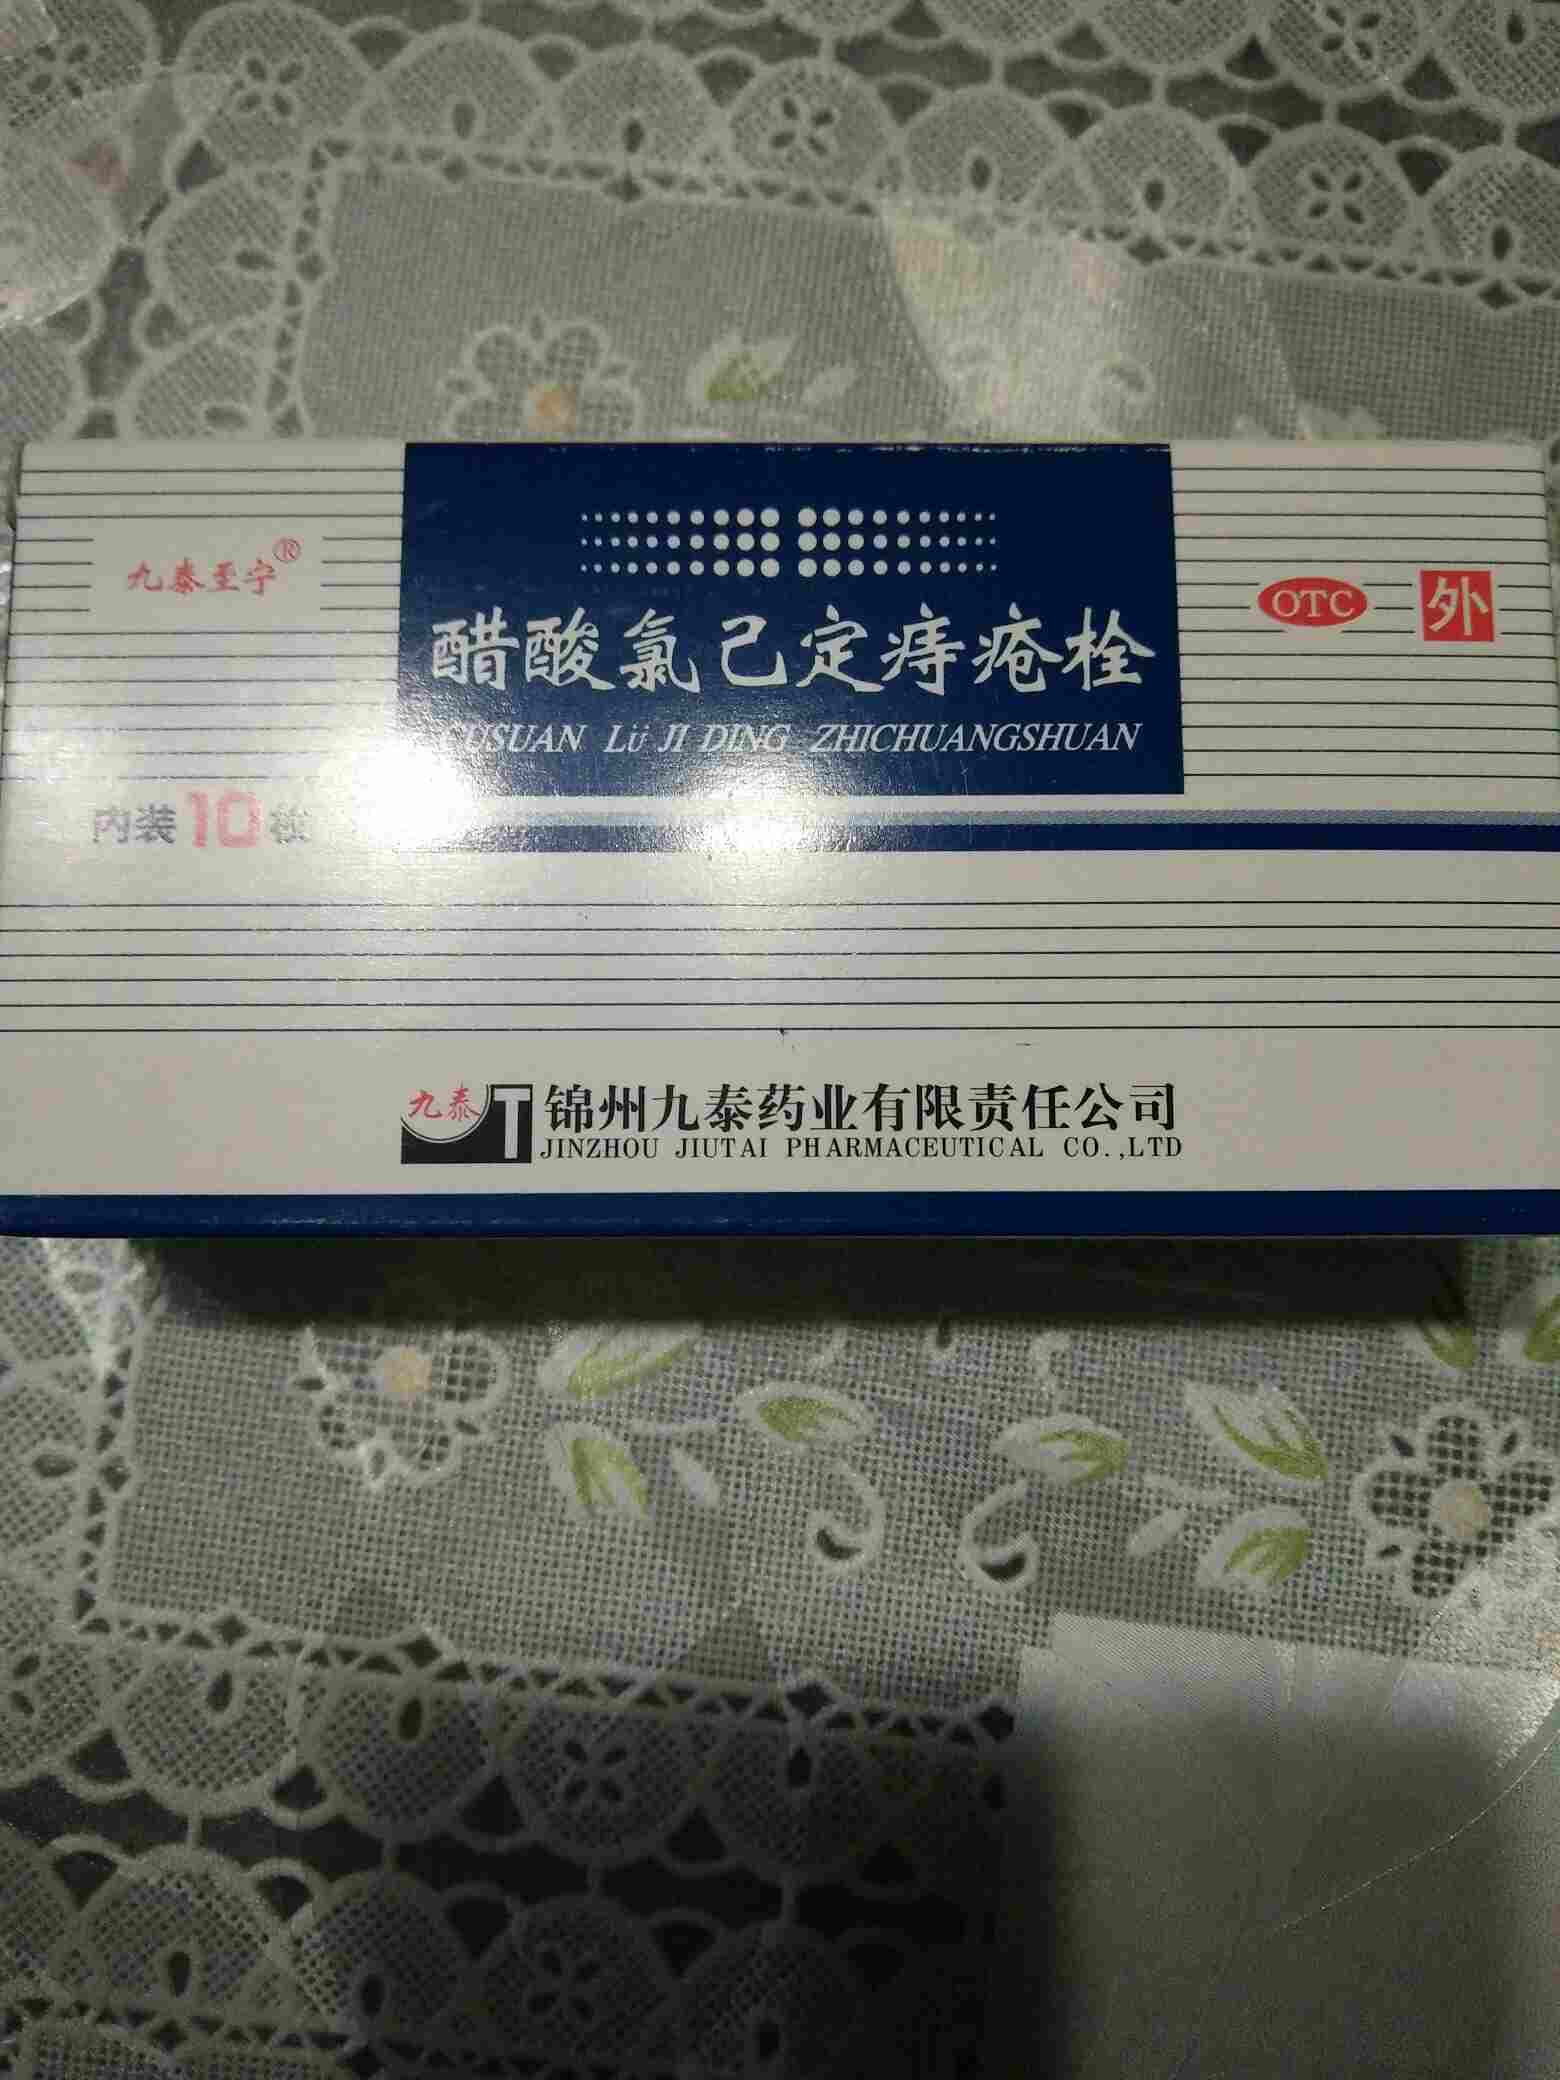 九泰至宁®
醋酸氯己定痔疮栓
CUSUAN LÜ JI DING ZHICHUANGSHUAN
OTC
外
内装10枚
九泰
T
锦州九泰药业有限责任公司
JINZHOU JIUTAI PHARMACEUTICAL CO.,LTD